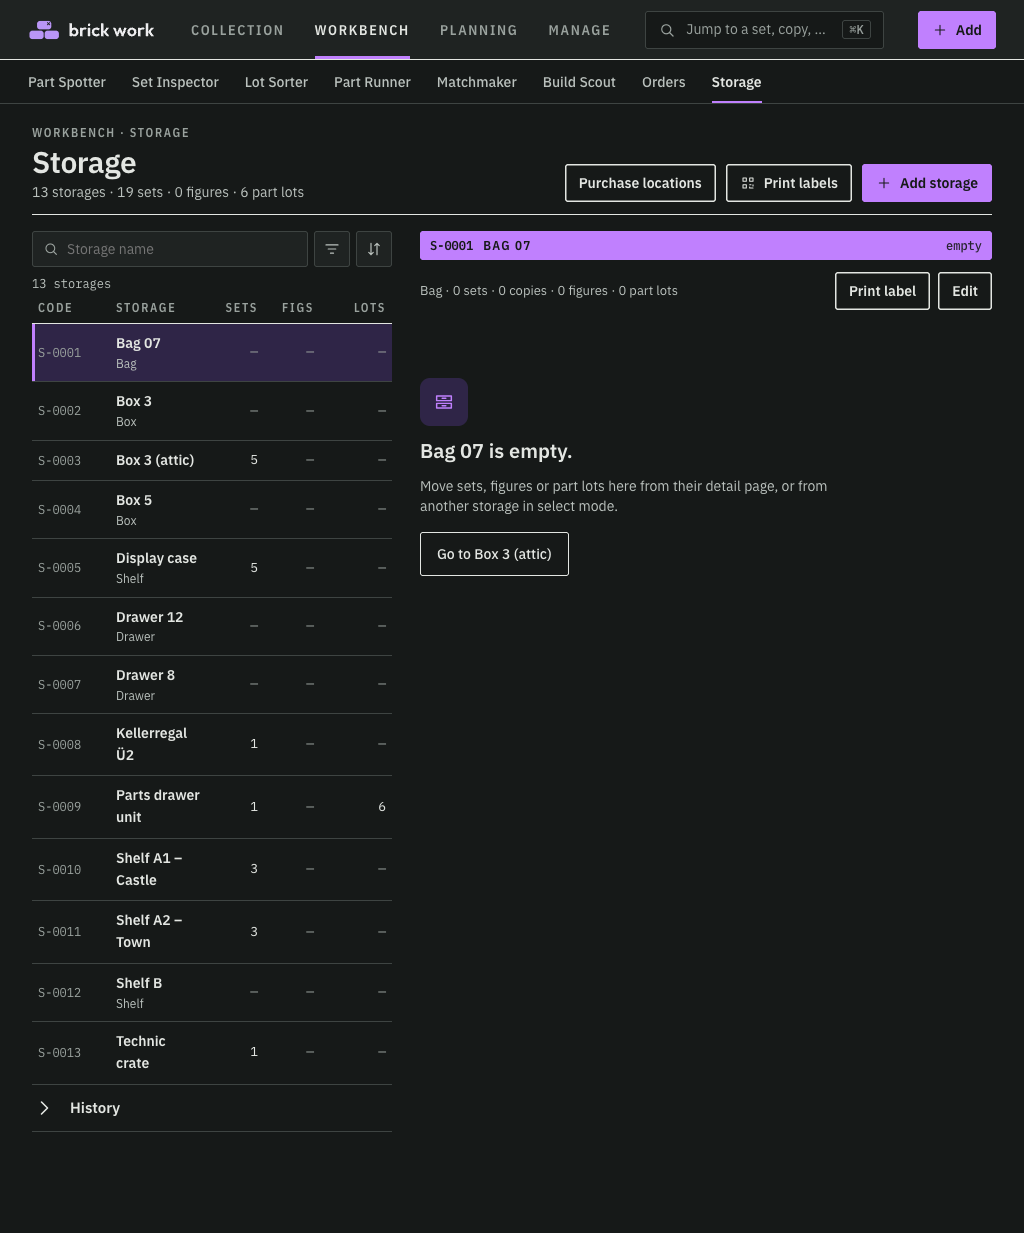 brick work
COLLECTION WORKBENCH PLANNING MANAGE
Jump to a set, copy, ... ⌘K
+ Add
Part Spotter Set Inspector Lot Sorter Part Runner Matchmaker Build Scout Orders Storage
WORKBENCH · STORAGE
Storage
13 storages · 19 sets · 0 figures · 6 part lots
Purchase locations Print labels + Add storage
Storage name
13 storages
CODE STORAGE SETS FIGS LOTS
S-0001 Bag 07 — — —
Bag
S-0002 Box 3 — — —
Box
S-0003 Box 3 (attic) 5 — —
S-0004 Box 5 — — —
Box
S-0005 Display case 5 — —
Shelf
S-0006 Drawer 12 — — —
Drawer
S-0007 Drawer 8 — — —
Drawer
S-0008 Kellerregal 1 — —
Ü2
S-0009 Parts drawer 1 — 6
unit
S-0010 Shelf A1 – 3 — —
Castle
S-0011 Shelf A2 – 3 — —
Town
S-0012 Shelf B — — —
Shelf
S-0013 Technic 1 — —
crate
History
S-0001 BAG 07 empty
Bag · 0 sets · 0 copies · 0 figures · 0 part lots
Print label Edit
Bag 07 is empty.
Move sets, figures or part lots here from their detail page, or from
another storage in select mode.
Go to Box 3 (attic)